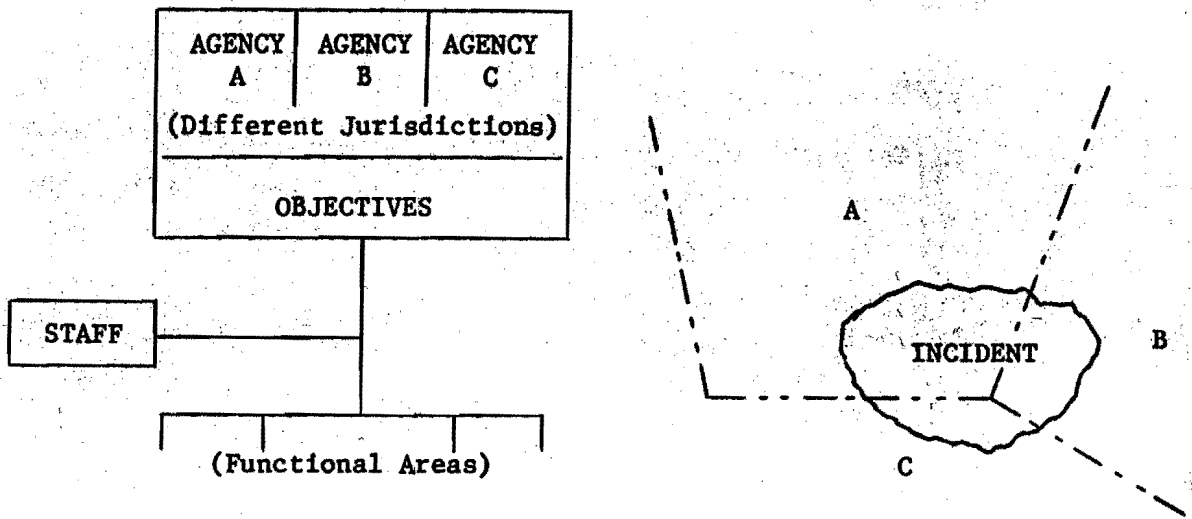 AGENCY AGENCY AGENCY
A B C
(Different Jurisdictions)
OBJECTIVES
STAFF
(Functional Areas)
A
INCIDENT
B
C